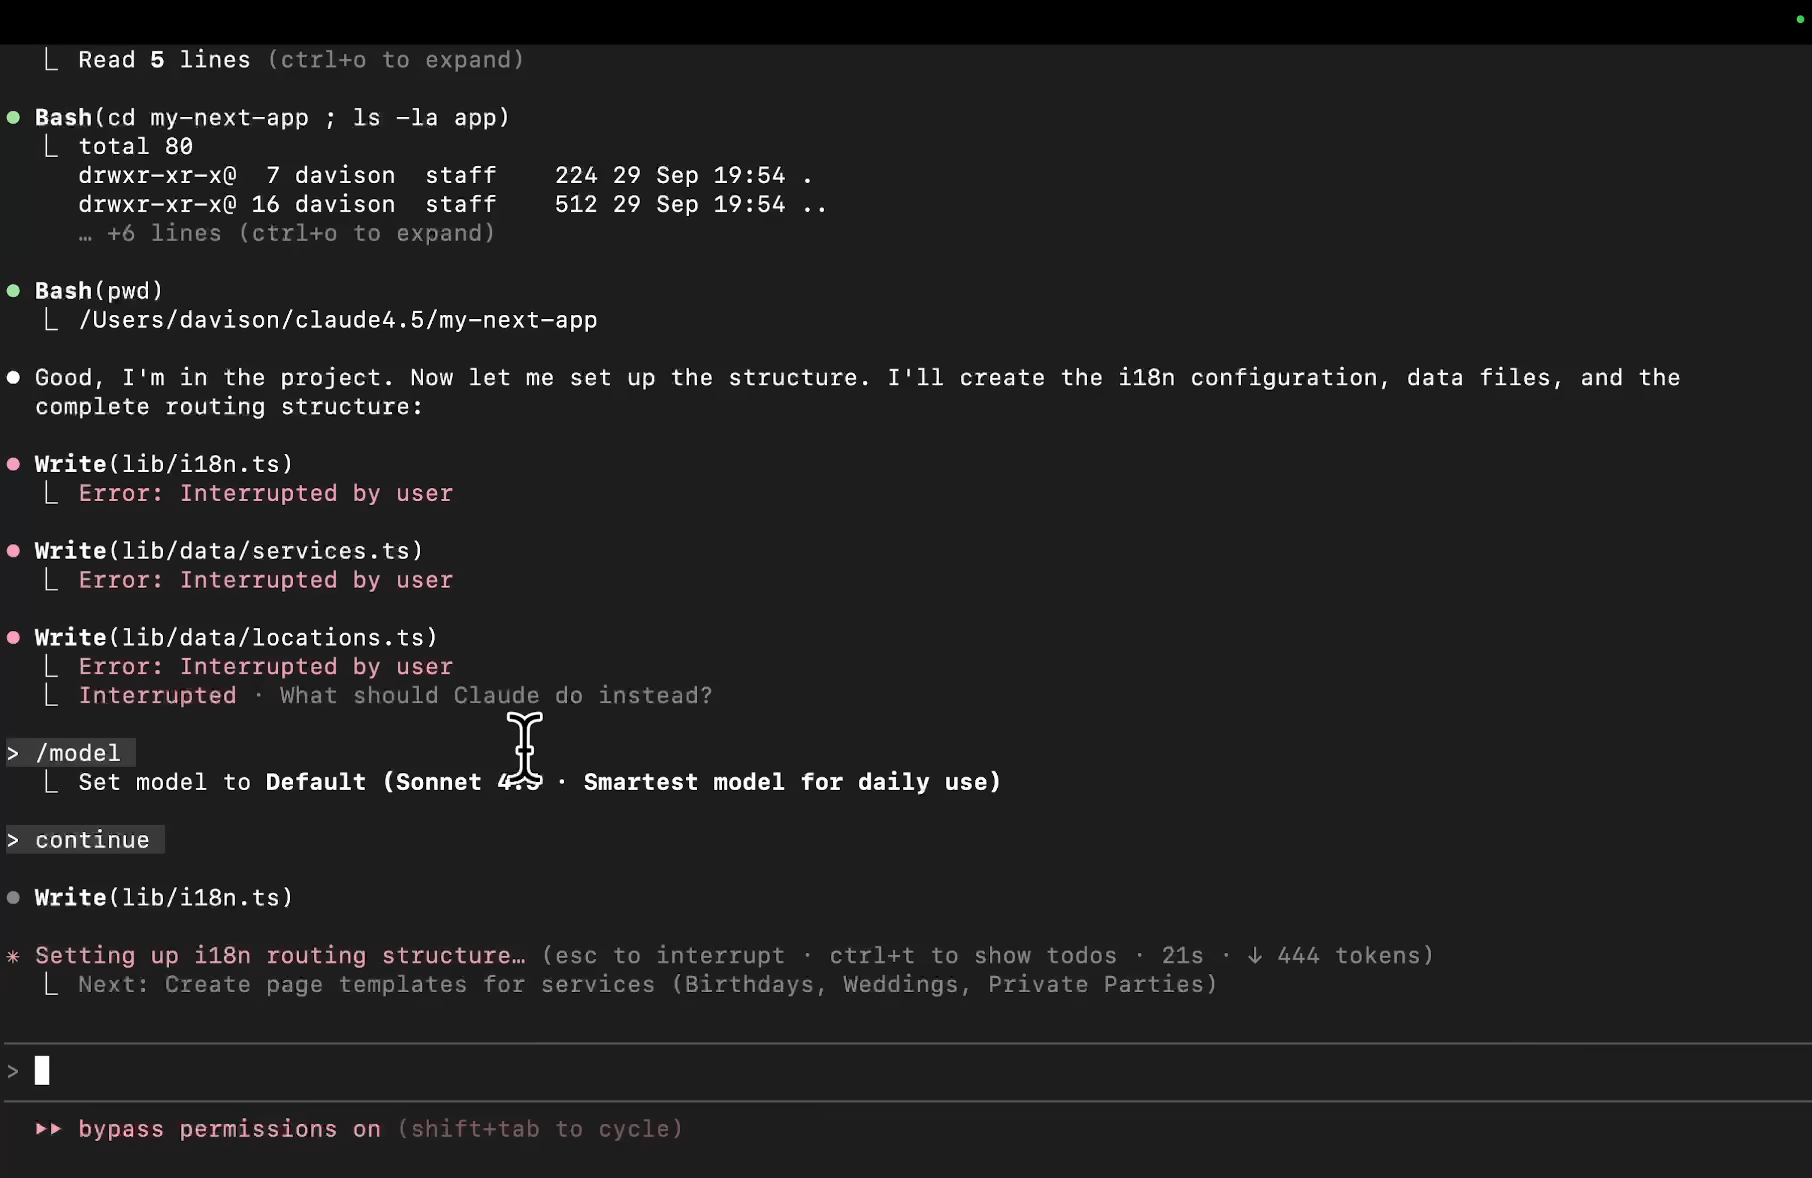 ⎿ Read 5 lines (ctrl+o to expand)
● Bash(cd my-next-app ; ls -la app)
⎿ total 80
drwxr-xr-x@  7 davison  staff    224 29 Sep 19:54 .
drwxr-xr-x@ 16 davison  staff    512 29 Sep 19:54 ..
… +6 lines (ctrl+o to expand)
● Bash(pwd)
⎿ /Users/davison/claude4.5/my-next-app
● Good, I'm in the project. Now let me set up the structure. I'll create the i18n configuration, data files, and the
complete routing structure:
● Write(lib/i18n.ts)
⎿ Error: Interrupted by user
● Write(lib/data/services.ts)
⎿ Error: Interrupted by user
● Write(lib/data/locations.ts)
⎿ Error: Interrupted by user
⎿ Interrupted · What should Claude do instead?
> /model
⎿ Set model to Default (Sonnet 4.5 · Smartest model for daily use)
> continue
● Write(lib/i18n.ts)
✳ Setting up i18n routing structure… (esc to interrupt · ctrl+t to show todos · 21s · ↓ 444 tokens)
⎿ Next: Create page templates for services (Birthdays, Weddings, Private Parties)
>
▸▸ bypass permissions on (shift+tab to cycle)